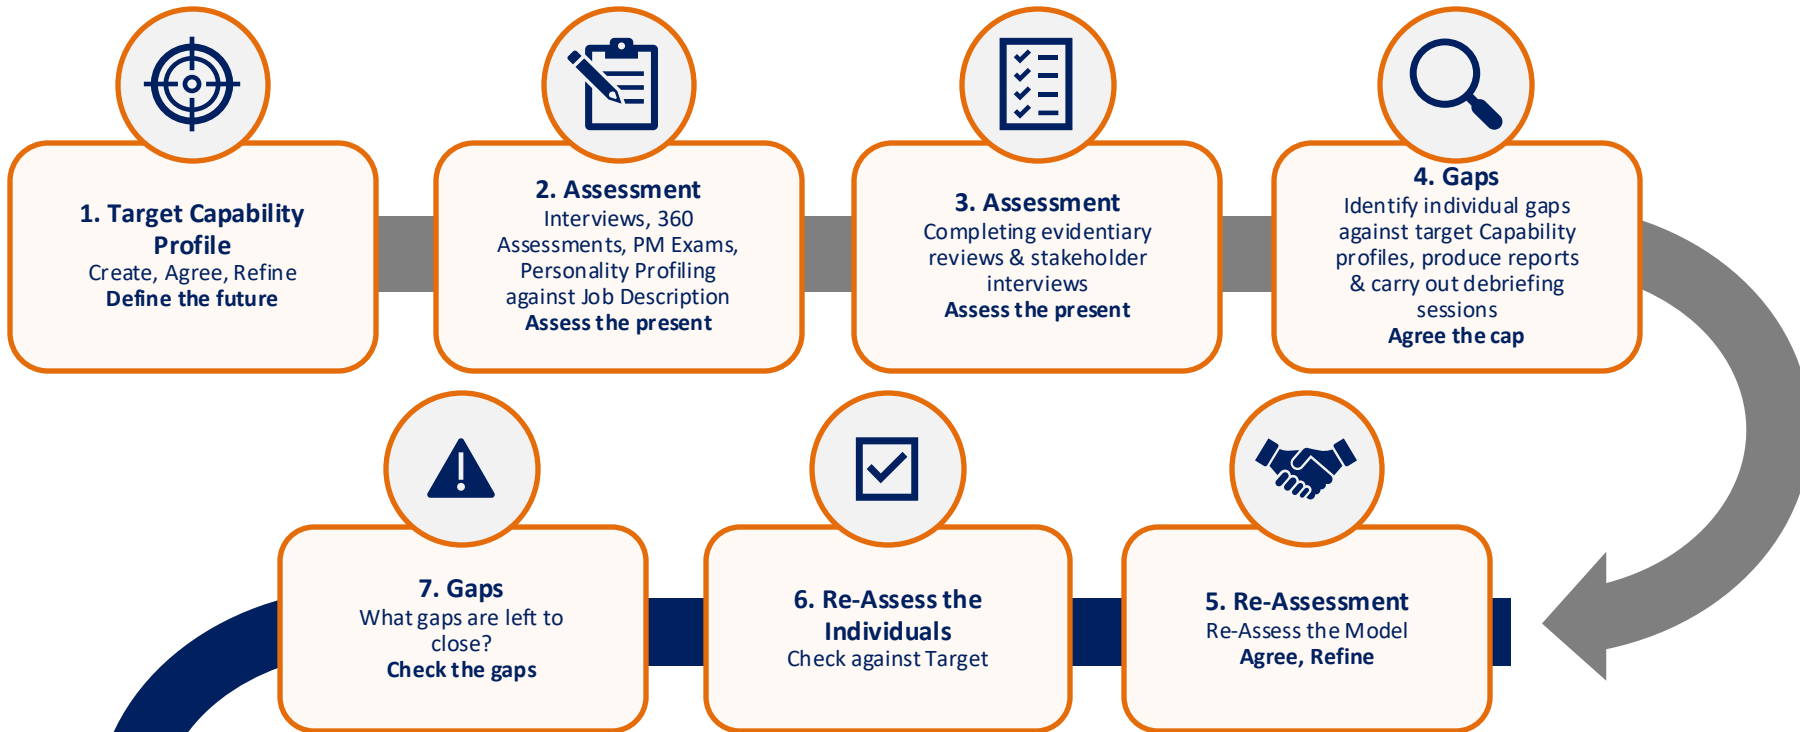 1. Target Capability
Profile
Create, Agree, Refine
Define the future
2. Assessment
Interviews, 360
Assessments, PM Exams,
Personality Profiling
against Job Description
Assess the present
3. Assessment
Completing evidentiary
reviews & stakeholder
interviews
Assess the present
4. Gaps
Identify individual gaps
against target Capability
profiles, produce reports
& carry out debriefing
sessions
Agree the cap
5. Re-Assessment
Re-Assess the Model
Agree, Refine
6. Re-Assess the
Individuals
Check against Target
7. Gaps
What gaps are left to
close?
Check the gaps